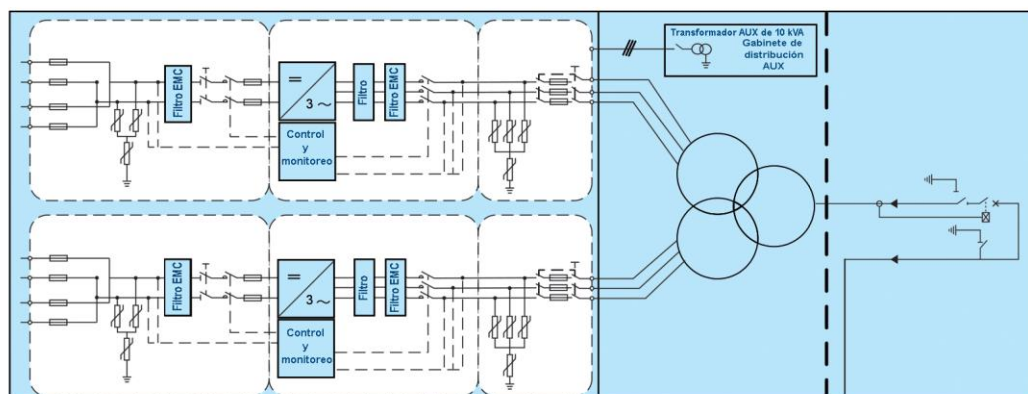 Transformador AUX de 10 kVA
Gabinete de
distribución
AUX
Filtro EMC
3 ~
Filtro
Filtro EMC
Control
y
monitoreo
Filtro EMC
3 ~
Filtro
Filtro EMC
Control
y
monitoreo